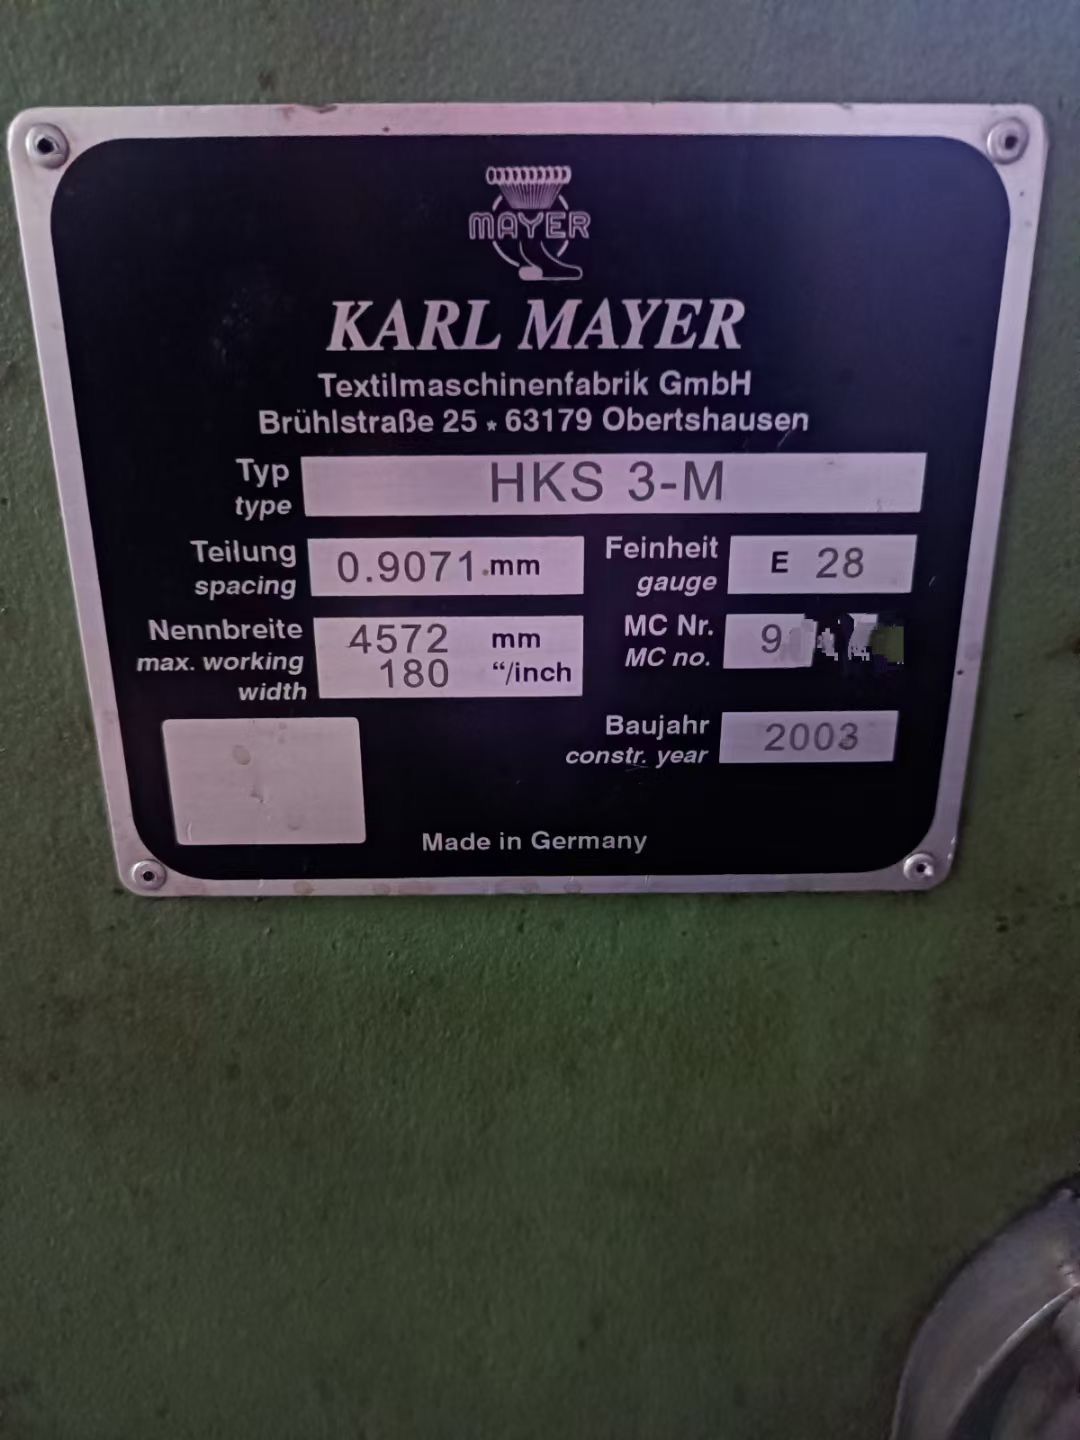 MAYER
KARL MAYER
Textilmaschinenfabrik GmbH
Brühlstraße 25 * 63179 Obertshausen
Typ
type
HKS 3-M
Teilung
spacing
0.9071 mm
Feinheit
gauge
E 28
Nennbreite
max. working
width
4572 mm
180 “/inch
MC Nr.
MC no.
9
Baujahr
constr. year
2003
Made in Germany